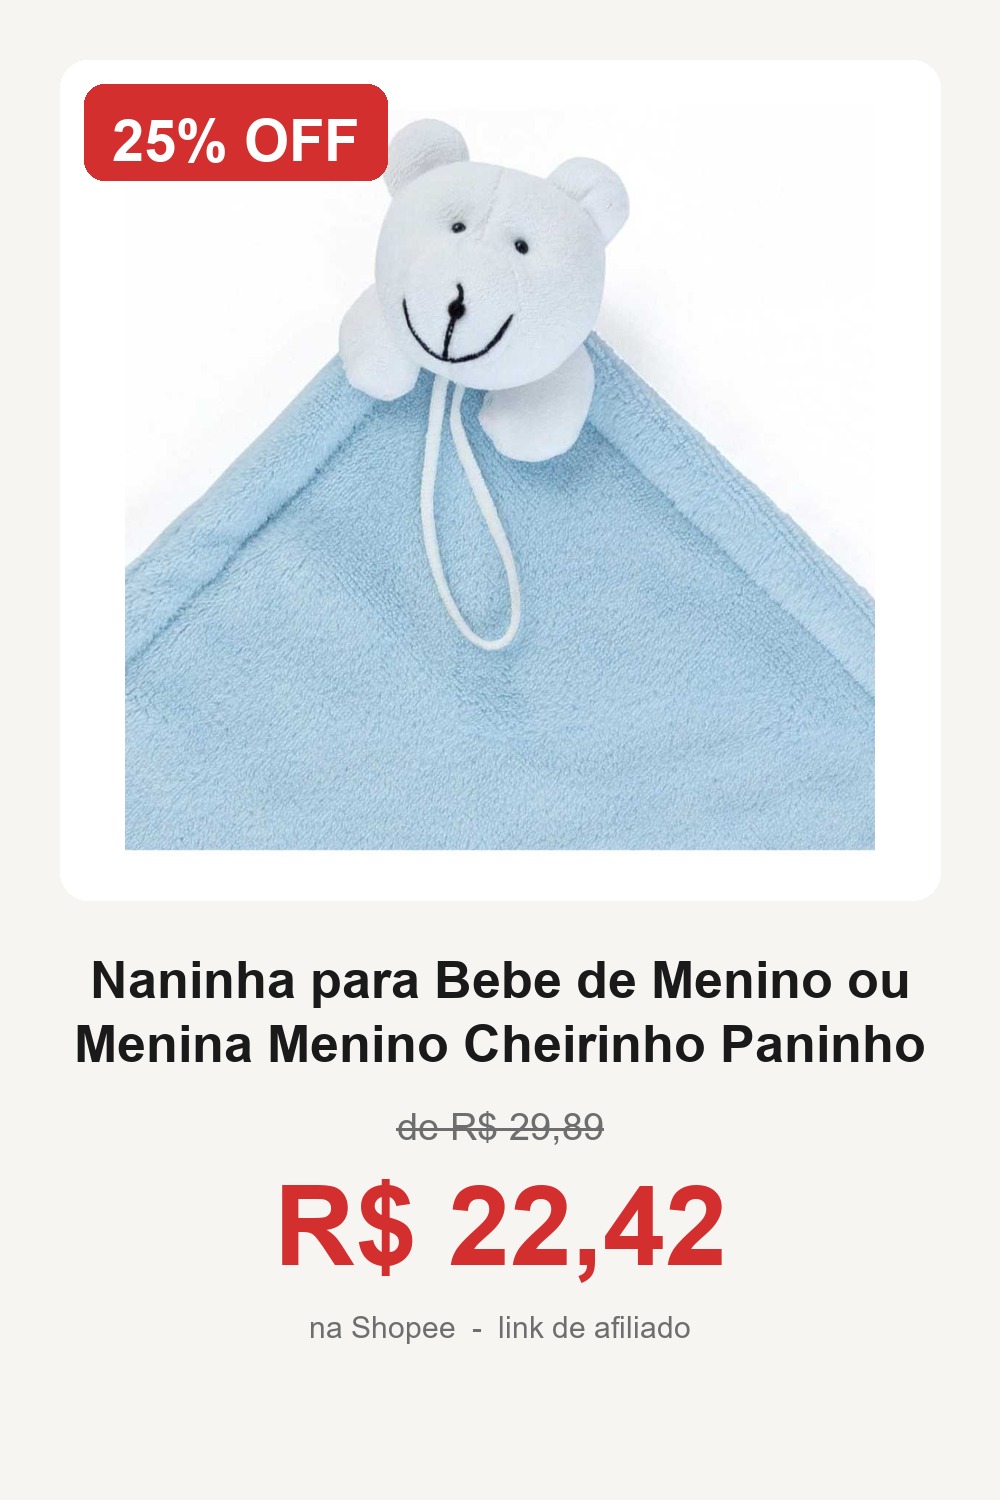 25% OFF
Naninha para Bebe de Menino ou
Menina Menino Cheirinho Paninho
de R$ 29,89
R$ 22,42
na Shopee - link de afiliado